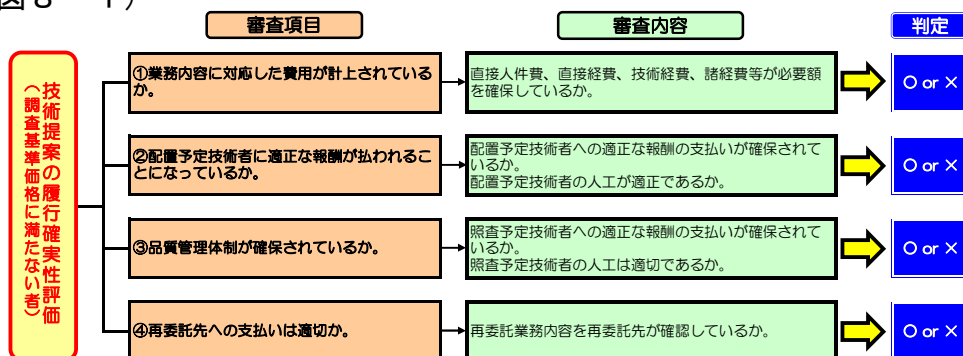 審査項目
審査内容
判定
技術提案の履行確実性評価
（調査基準価格に満たない者）
①業務内容に対応した費用が計上されている
か。
直接人件費、直接経費、技術経費、諸経費等が必要額
を確保しているか。
○ or ×
②配置予定技術者に適正な報酬が払われるこ
とになっているか。
配置予定技術者への適正な報酬の支払いが確保されて
いるか。
配置予定技術者の人工が適正であるか。
○ or ×
③品質管理体制が確保されているか。
照査予定技術者への適正な報酬の支払いが確保されて
いるか。
照査予定技術者の人工は適切であるか。
○ or ×
④再委託先への支払いは適切か。
再委託業務内容を再委託先が確認しているか。
○ or ×